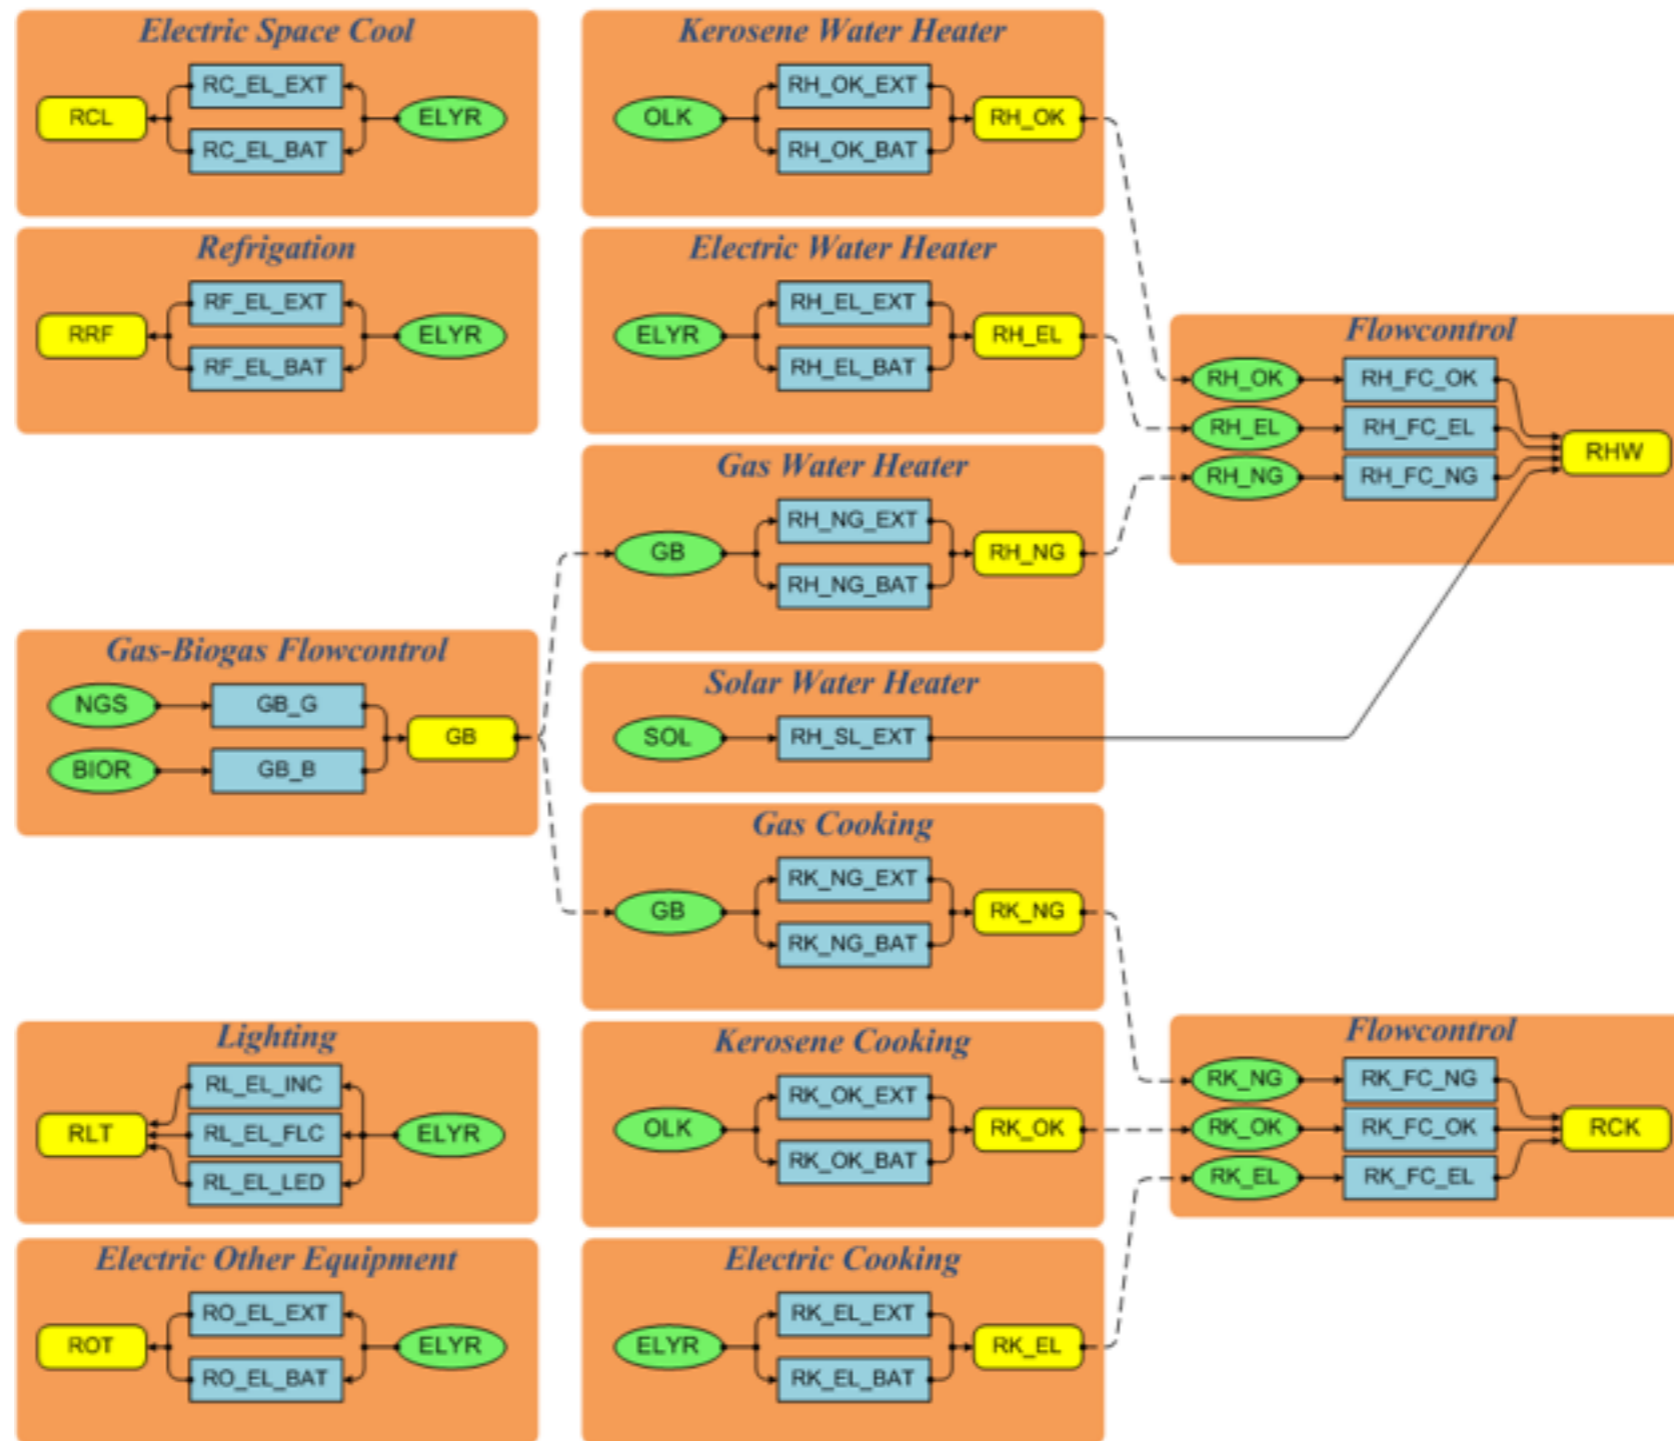 Electric Space Cool
RC_EL_EXT
RCL
ELYR
RC_EL_BAT
Refrigation
RF_EL_EXT
RRF
ELYR
RF_EL_BAT
Kerosene Water Heater
RH_OK_EXT
OLK
RH_OK
RH_OK_BAT
Electric Water Heater
RH_EL_EXT
ELYR
RH_EL
RH_EL_BAT
Gas Water Heater
RH_NG_EXT
GB
RH_NG
RH_NG_BAT
Flowcontrol
RH_OK RH_FC_OK
RH_EL RH_FC_EL
RHW
RH_NG RH_FC_NG
Gas-Biogas Flowcontrol
NGS GB_G
GB
BIOR GB_B
Solar Water Heater
SOL RH_SL_EXT
Gas Cooking
RK_NG_EXT
GB
RK_NG
RK_NG_BAT
Lighting
RL_EL_INC
RLT
RL_EL_FLC
ELYR
RL_EL_LED
Kerosene Cooking
RK_OK_EXT
OLK
RK_OK
RK_OK_BAT
Flowcontrol
RK_NG RK_FC_NG
RK_OK RK_FC_OK RCK
RK_EL RK_FC_EL
Electric Other Equipment
RO_EL_EXT
ROT
ELYR
RO_EL_BAT
Electric Cooking
RK_EL_EXT
ELYR
RK_EL
RK_EL_BAT